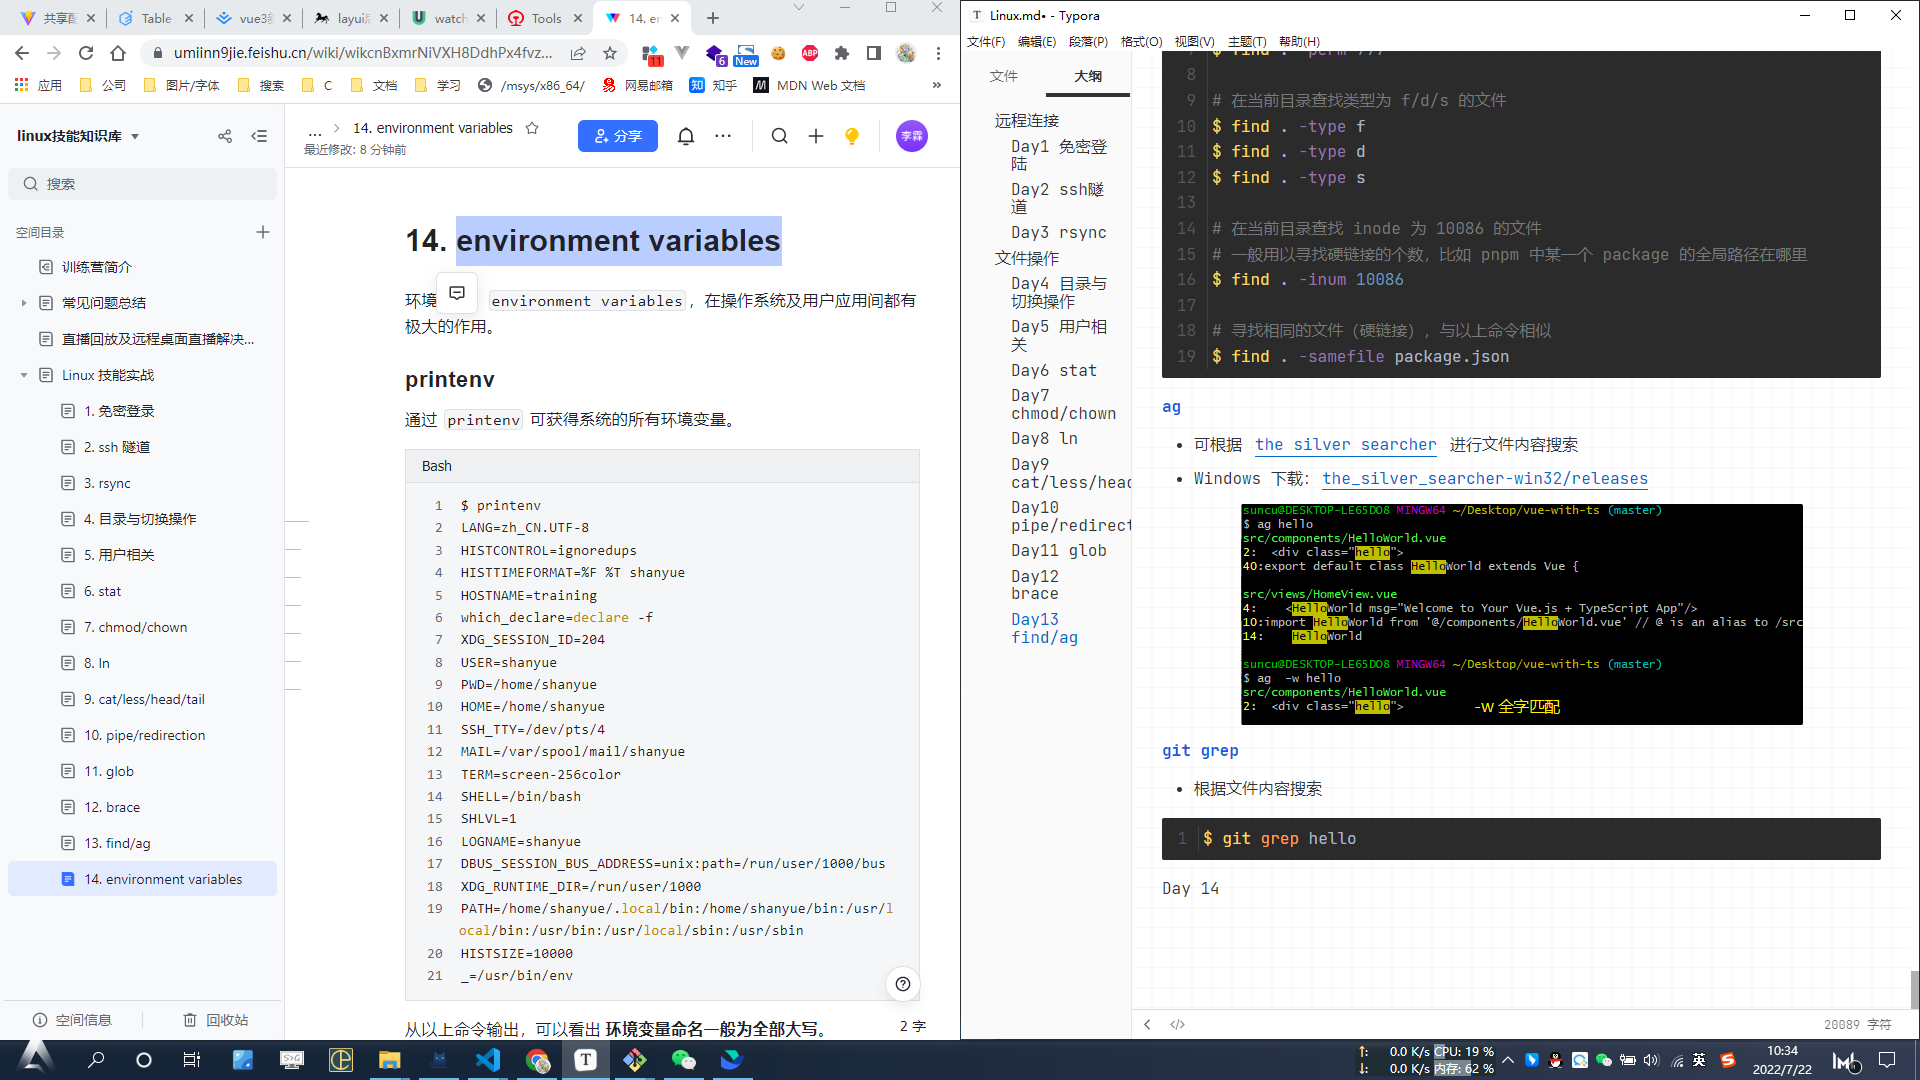 共享配
Table
vue3
layui
watch
Tools
14. er
umiinn9jie.feishu.cn/wiki/wikcnBxmrNiVXH8DdhPx4fvz...
11
6
New
ABP
应用
公司
图片/字体
搜索
C
文档
学习
/msys/x86_64/
网易邮箱
知乎
MDN Web 文档
»
linux技能知识库
搜索
空间目录
训练营简介
常见问题总结
直播回放及远程桌面直播解决...
Linux 技能实战
1. 免密登录
2. ssh 隧道
3. rsync
4. 目录与切换操作
5. 用户相关
6. stat
7. chmod/chown
8. ln
9. cat/less/head/tail
10. pipe/redirection
11. glob
12. brace
13. find/ag
14. environment variables
空间信息
回收站
... 14. environment variables
最近修改: 8 分钟前
分享
李霖
14. environment variables
环境 environment variables，在操作系统及用户应用间都有
极大的作用。
printenv
通过 printenv 可获得系统的所有环境变量。
Bash
1 $ printenv
2 LANG=zh_CN.UTF-8
3 HISTCONTROL=ignoredups
4 HISTTIMEFORMAT=%F %T shanyue
5 HOSTNAME=training
6 which_declare=declare -f
7 XDG_SESSION_ID=204
8 USER=shanyue
9 PWD=/home/shanyue
10 HOME=/home/shanyue
11 SSH_TTY=/dev/pts/4
12 MAIL=/var/spool/mail/shanyue
13 TERM=screen-256color
14 SHELL=/bin/bash
15 SHLVL=1
16 LOGNAME=shanyue
17 DBUS_SESSION_BUS_ADDRESS=unix:path=/run/user/1000/bus
18 XDG_RUNTIME_DIR=/run/user/1000
19 PATH=/home/shanyue/.local/bin:/home/shanyue/bin:/usr/l
ocal/bin:/usr/bin:/usr/local/sbin:/usr/sbin
20 HISTSIZE=10000
21 _=/usr/bin/env
从以上命令输出，可以看出 环境变量命名一般为全部大写。
2 字
Linux.md• - Typora
文件(F) 编辑(E) 段落(P) 格式(O) 视图(V) 主题(T) 帮助(H)
文件
大纲
远程连接
Day1 免密登
陆
Day2 ssh隧
道
Day3 rsync
文件操作
Day4 目录与
切换操作
Day5 用户相
关
Day6 stat
Day7
chmod/chown
Day8 ln
Day9
cat/less/head
Day10
pipe/redirect
Day11 glob
Day12
brace
Day13
find/ag
$ find . -perm 777
8
9 # 在当前目录查找类型为 f/d/s 的文件
10 $ find . -type f
11 $ find . -type d
12 $ find . -type s
13
14 # 在当前目录查找 inode 为 10086 的文件
15 # 一般用以寻找硬链接的个数，比如 pnpm 中某一个 package 的全局路径在哪里
16 $ find . -inum 10086
17
18 # 寻找相同的文件（硬链接），与以上命令相似
19 $ find . -samefile package.json
ag
• 可根据 the silver searcher 进行文件内容搜索
• Windows 下载：the_silver_searcher-win32/releases
suncu@DESKTOP-LE65DO8 MINGW64 ~/Desktop/vue-with-ts (master)
$ ag hello
src/components/HelloWorld.vue
2:  <div class="hello">
40:export default class HelloWorld extends Vue {
src/views/HomeView.vue
4:    <HelloWorld msg="Welcome to Your Vue.js + TypeScript App"/>
10:import HelloWorld from '@/components/HelloWorld.vue' // @ is an alias to /src
14:    HelloWorld
suncu@DESKTOP-LE65DO8 MINGW64 ~/Desktop/vue-with-ts (master)
$ ag  -w hello
src/components/HelloWorld.vue
2:  <div class="hello">
-w 全字匹配
git grep
• 根据文件内容搜索
1 $ git grep hello
Day 14
20089 字符
0.0 K/s CPU: 19 %
0.0 K/s 内存: 62 %
英
10:34
2022/7/22